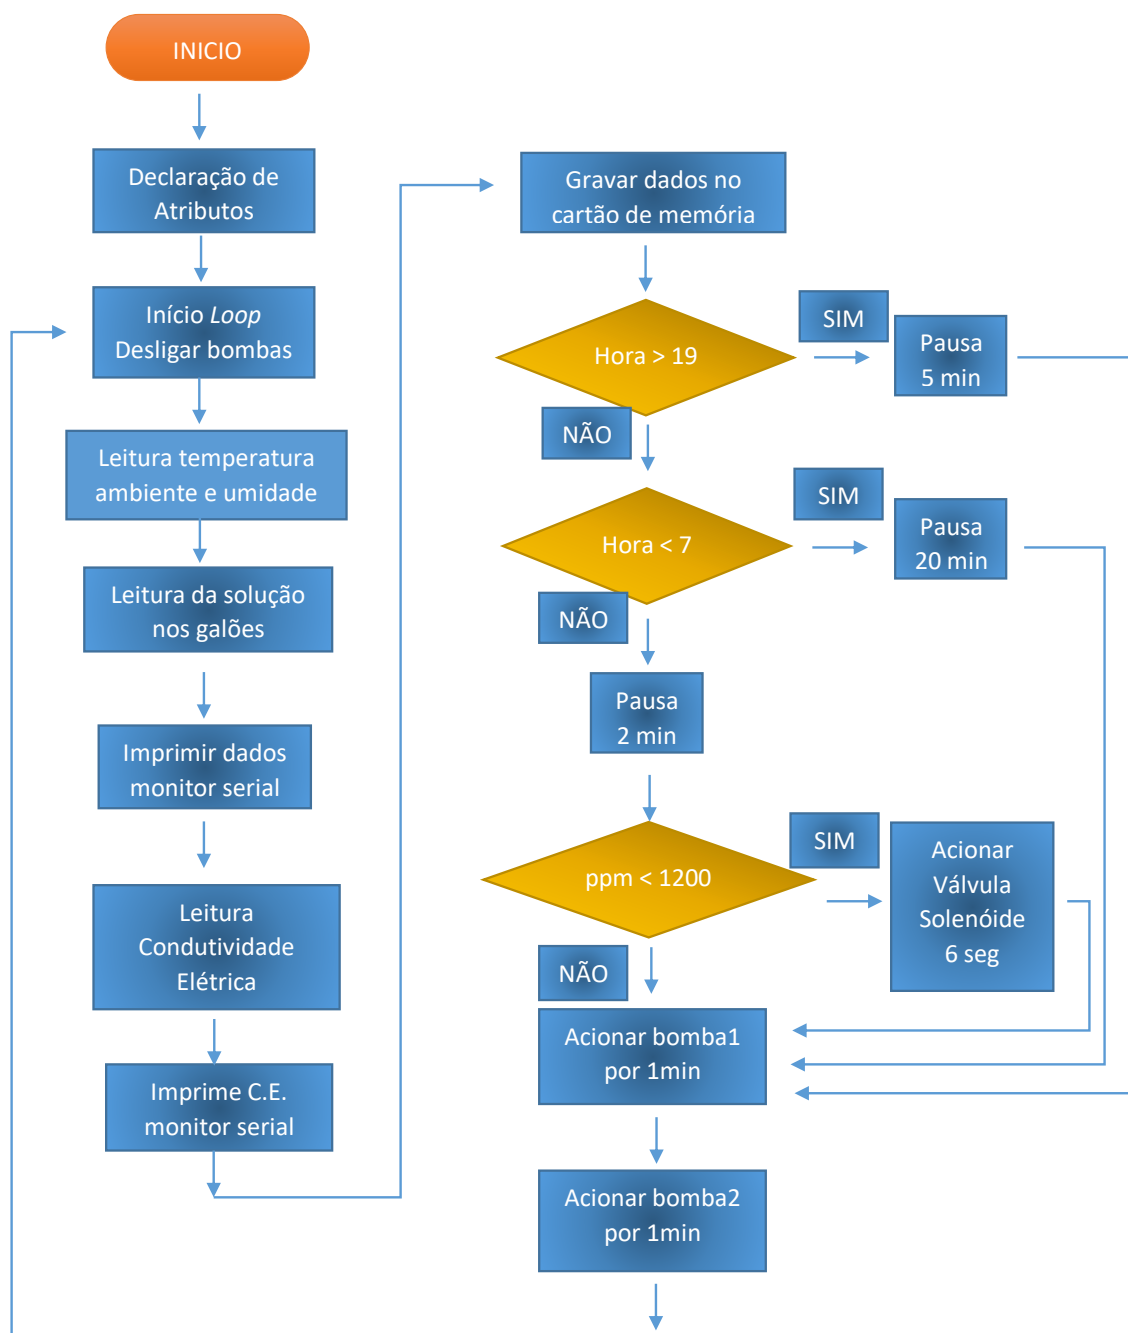 INICIO
Declaração de
Atributos
Início Loop
Desligar bombas
Leitura temperatura
ambiente e umidade
Leitura da solução
nos galões
Imprimir dados
monitor serial
Leitura
Condutividade
Elétrica
Imprime C.E.
monitor serial
Gravar dados no
cartão de memória
Hora > 19
SIM
Pausa
5 min
NÃO
Hora < 7
SIM
Pausa
20 min
NÃO
Pausa
2 min
ppm < 1200
SIM
Acionar
Válvula
Solenóide
6 seg
NÃO
Acionar bomba1
por 1min
Acionar bomba2
por 1min